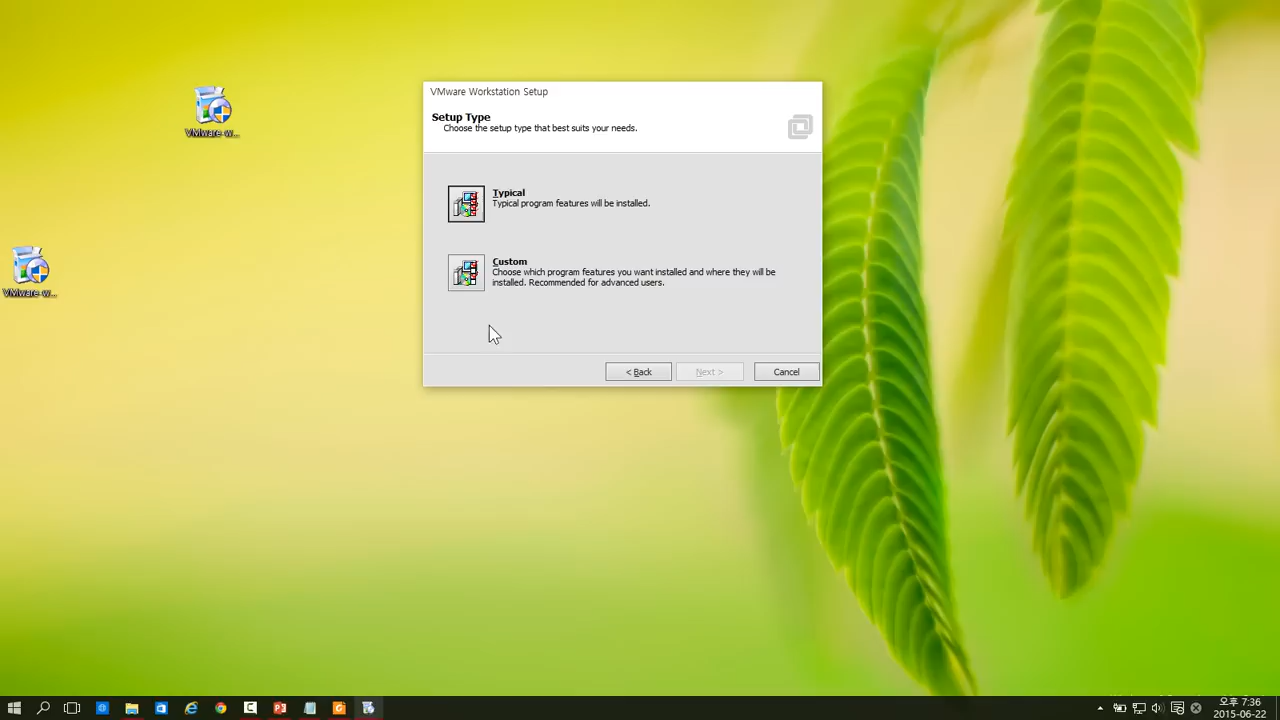 VMware Workstation Setup
Setup Type
Choose the setup type that best suits your needs.
VMware-w...
Typical
Typical program features will be installed.
Custom
Choose which program features you want installed and where they will be
installed. Recommended for advanced users.
VMware-w...
< Back
Next >
Cancel
오후 7:36
2015-06-22